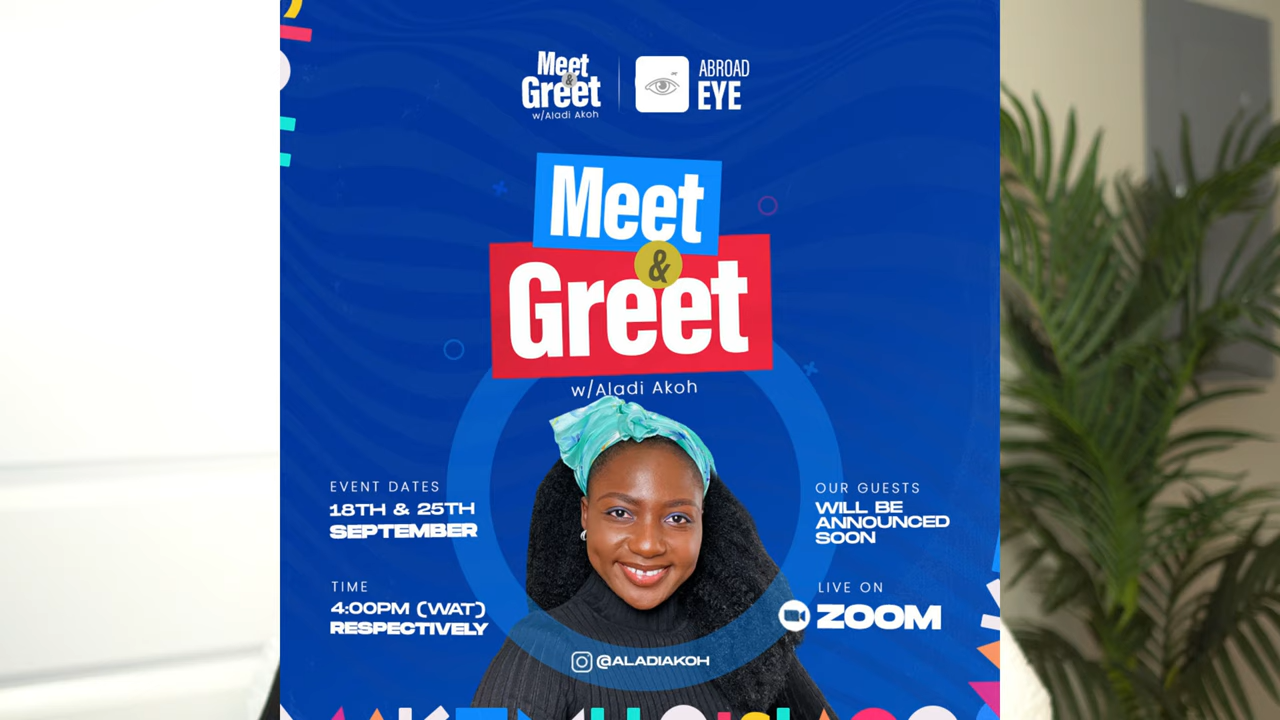 Meet
&
Greet
w/Aladi Akoh
ABROAD
EYE
Meet
&
Greet
w/Aladi Akoh
EVENT DATES
18TH & 25TH
SEPTEMBER
TIME
4:00PM (WAT)
RESPECTIVELY
OUR GUESTS
WILL BE
ANNOUNCED
SOON
LIVE ON
ZOOM
@ALADIAKOH